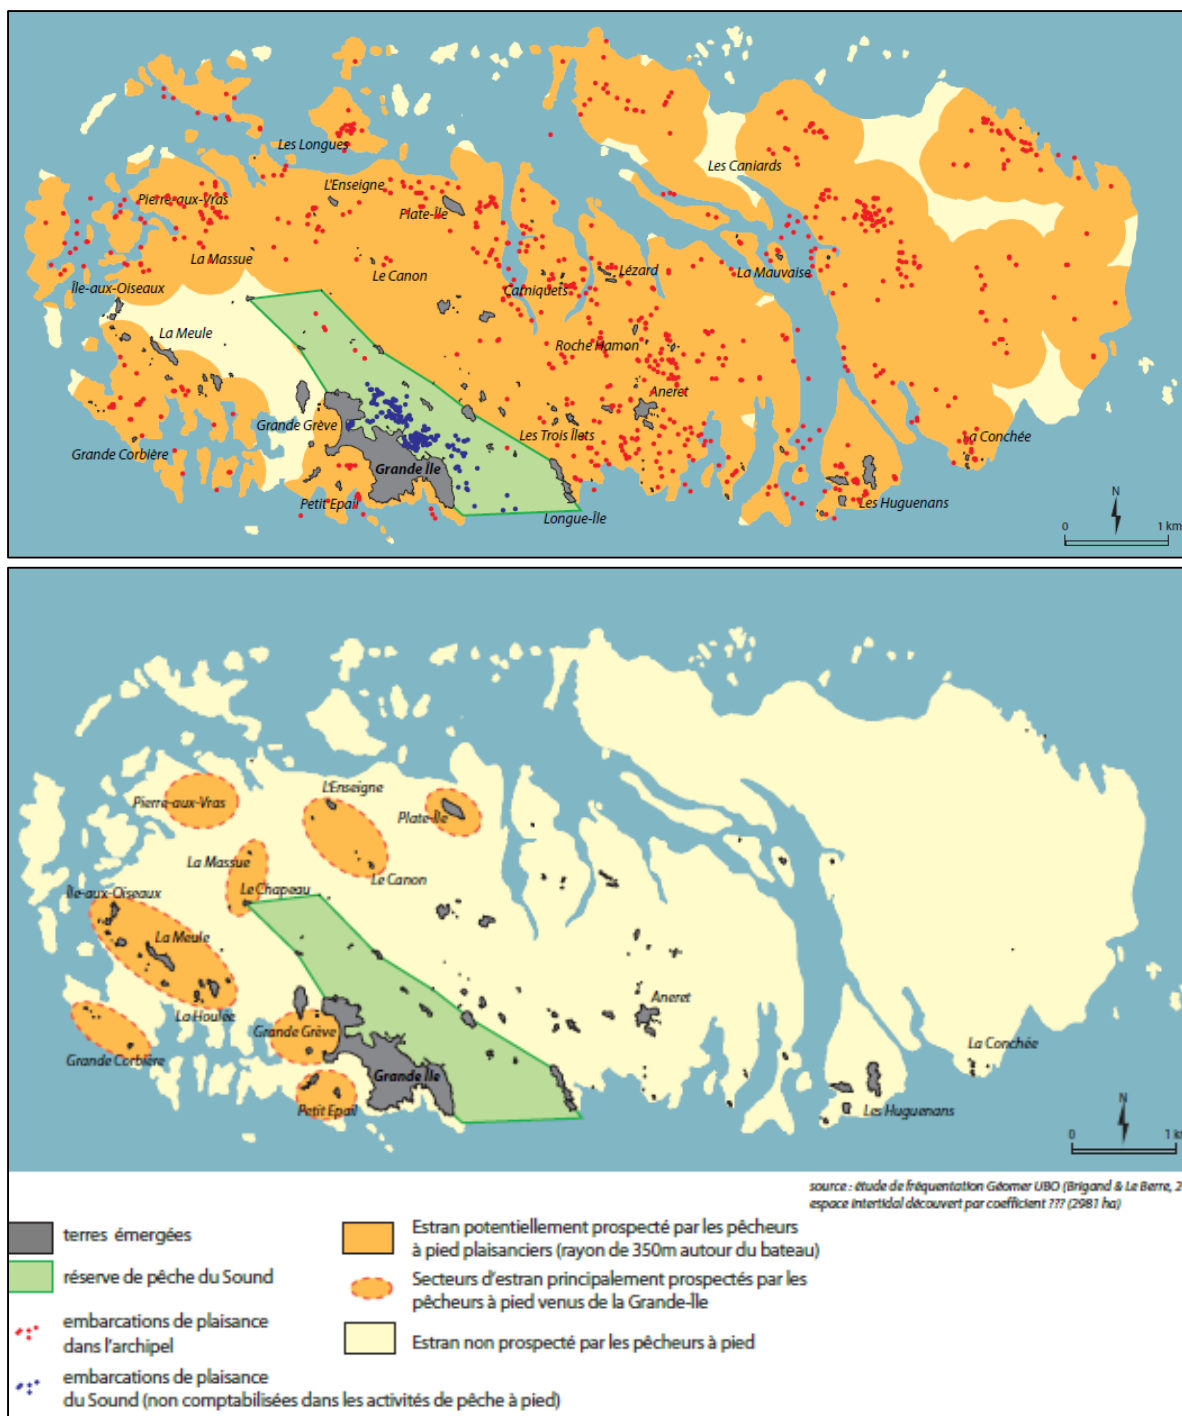 Les Longues
Les Caniards
L'Enseigne
Pierre-aux-Vras
Plate-Île
La Massue
Le Canon
Lézard
La Mauvaise
Île-aux-Oiseaux
Carniquets
La Meule
Roche Hamon
Aneret
Grande Grève
Les Trois Îlets
La Conchée
Grande Corbière
Grande Île
Petit Epail
Longue-Île
Les Huguenans
N
0 1 km
L'Enseigne
Pierre-aux-Vras
Plate-Île
La Massue
Le Canon
Île-aux-Oiseaux
Le Chapeau
La Meule
La Houlée
Aneret
Grande Grève
La Conchée
Grande Corbière
Grande Île
Petit Epail
Les Huguenans
N
0 1 k
source : étude de fréquentation Géomer UBO (Brigand & Le Berre, 2
espace intertidal découvert par coefficient ??? (2981 ha)
terres émergées
réserve de pêche du Sound
embarcations de plaisance
dans l'archipel
embarcations de plaisance
du Sound (non comptabilisées dans les activités de pêche à pied)
Estran potentiellement prospecté par les pêcheurs
à pied plaisanciers (rayon de 350m autour du bateau)
Secteurs d'estran principalement prospectés par les
pêcheurs à pied venus de la Grande-Île
Estran non prospecté par les pêcheurs à pied